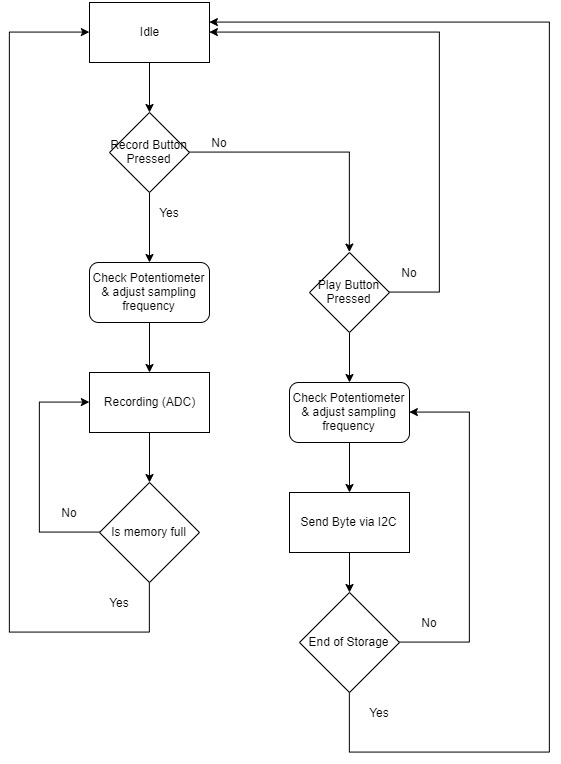 Idle
Record Button
Pressed
No
Yes
Check Potentiometer
& adjust sampling
frequency
Recording (ADC)
No
Is memory full
Yes
Play Button
Pressed
No
Check Potentiometer
& adjust sampling
frequency
Send Byte via I2C
End of Storage
No
Yes